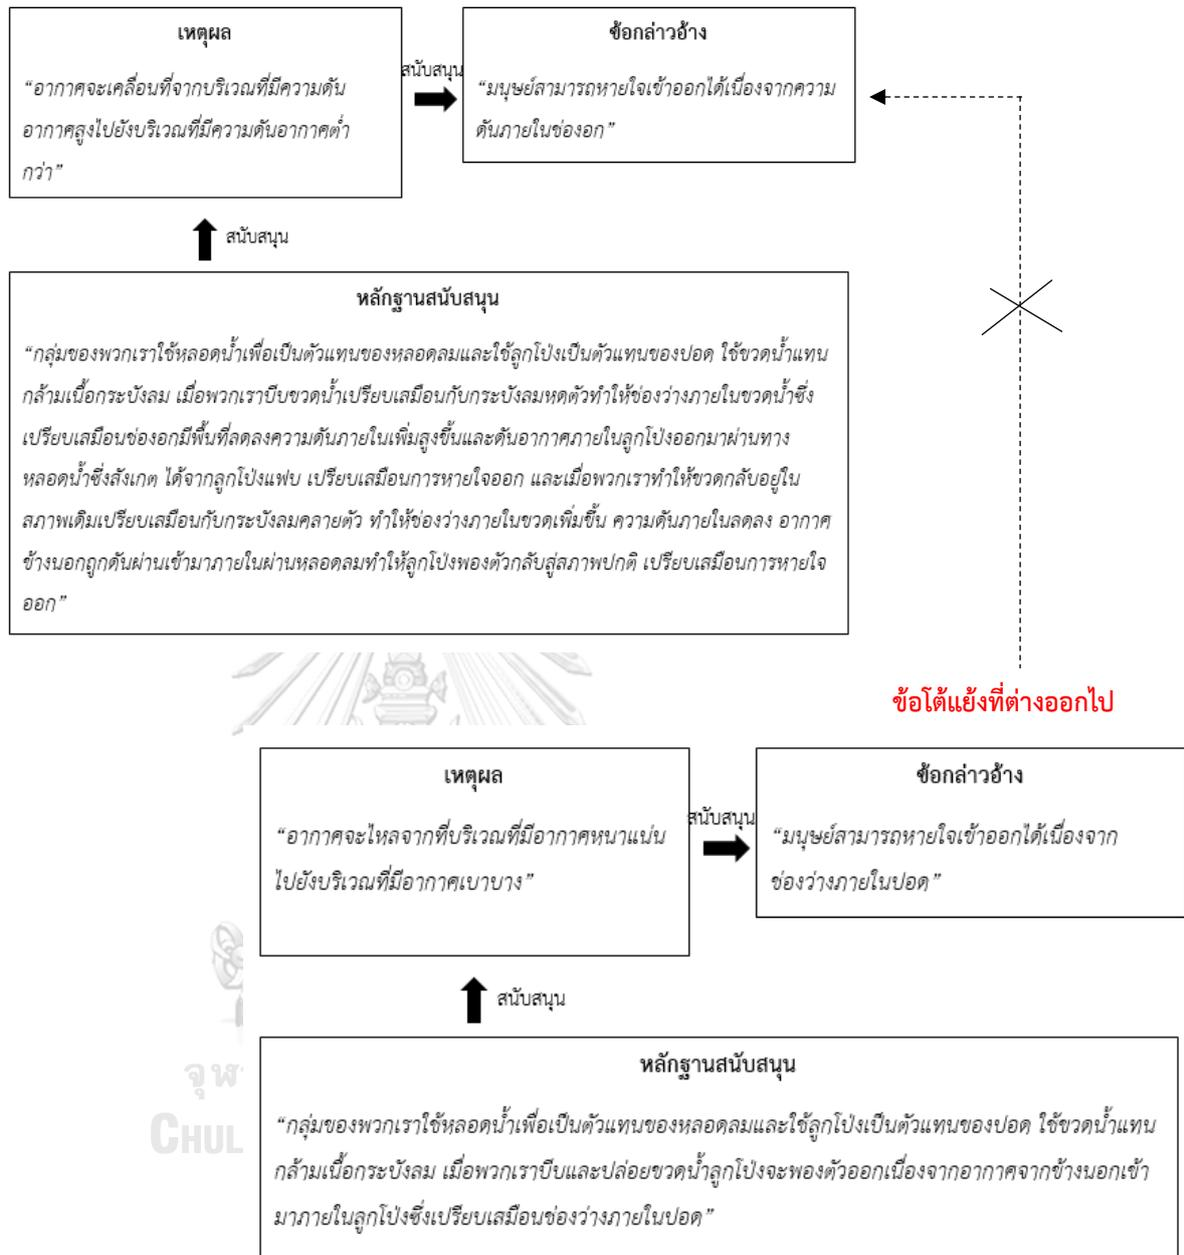 เหตุผล
“อากาศจะเคลื่อนที่จากบริเวณที่มีความดัน
อากาศสูงไปยังบริเวณที่มีความดันอากาศต่ำ
กว่า”
สนับสนุน
ข้อกล่าวอ้าง
“มนุษย์สามารถหายใจเข้าออกได้เนื่องจากความ
ดันภายในช่องอก”
สนับสนุน
หลักฐานสนับสนุน
“กลุ่มของพวกเราใช้หลอดน้ำเพื่อเป็นตัวแทนของหลอดลมและใช้ลูกโป่งเป็นตัวแทนของปอด ใช้ขวดน้ำแทน
กล้ามเนื้อกระบังลม เมื่อพวกเราบีบขวดน้ำเปรียบเสมือนกับกระบังลมหดตัวทำให้ช่องว่างภายในขวดน้ำซึ่ง
เปรียบเสมือนช่องอกมีพื้นที่ลดลงความดันภายในเพิ่มสูงขึ้นและดันอากาศภายในลูกโป่งออกมาผ่านทาง
หลอดน้ำซึ่งสังเกต ได้จากลูกโป่งแฟบ เปรียบเสมือนการหายใจออก และเมื่อพวกเราทำให้ขวดกลับอยู่ใน
สภาพเดิมเปรียบเสมือนกับกระบังลมคลายตัว ทำให้ช่องว่างภายในขวดเพิ่มขึ้น ความดันภายในลดลง อากาศ
ข้างนอกถูกดันผ่านเข้ามาภายในผ่านหลอดลมทำให้ลูกโป่งพองตัวกลับสู่สภาพปกติ เปรียบเสมือนการหายใจ
ออก”
ข้อโต้แย้งที่ต่างออกไป
เหตุผล
“อากาศจะไหลจากที่บริเวณที่มีอากาศหนาแน่น
ไปยังบริเวณที่มีอากาศเบาบาง”
สนับสนุน
ข้อกล่าวอ้าง
“มนุษย์สามารถหายใจเข้าออกได้เนื่องจาก
ช่องว่างภายในปอด”
สนับสนุน
หลักฐานสนับสนุน
“กลุ่มของพวกเราใช้หลอดน้ำเพื่อเป็นตัวแทนของหลอดลมและใช้ลูกโป่งเป็นตัวแทนของปอด ใช้ขวดน้ำแทน
กล้ามเนื้อกระบังลม เมื่อพวกเราบีบและปล่อยขวดน้ำลูกโป่งจะพองตัวออกเนื่องจากอากาศจากข้างนอกเข้า
มาภายในลูกโป่งซึ่งเปรียบเสมือนช่องว่างภายในปอด”
จุฬา
CHUL